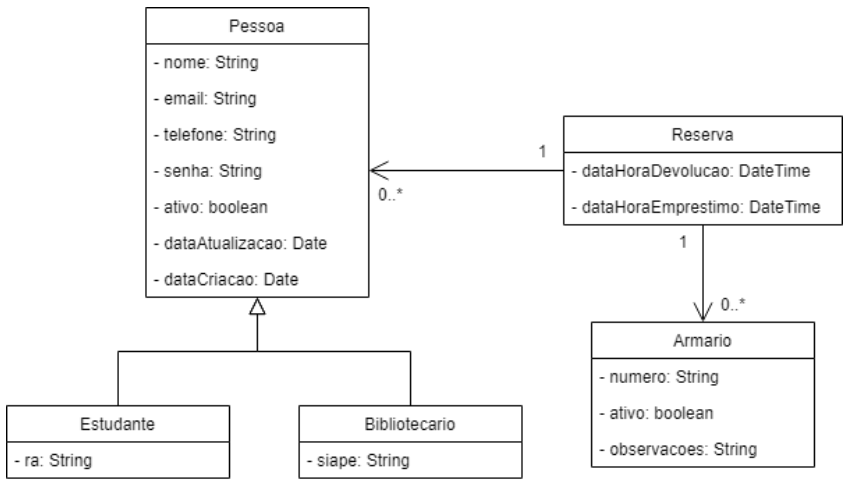 Pessoa
- nome: String
- email: String
- telefone: String
- senha: String
- ativo: boolean
- dataAtualizacao: Date
- dataCriacao: Date
Reserva
- dataHoraDevolucao: DateTime
- dataHoraEmprestimo: DateTime
1
0..*
1
0..*
Armario
- numero: String
- ativo: boolean
- observacoes: String
Estudante
- ra: String
Bibliotecario
- siape: String